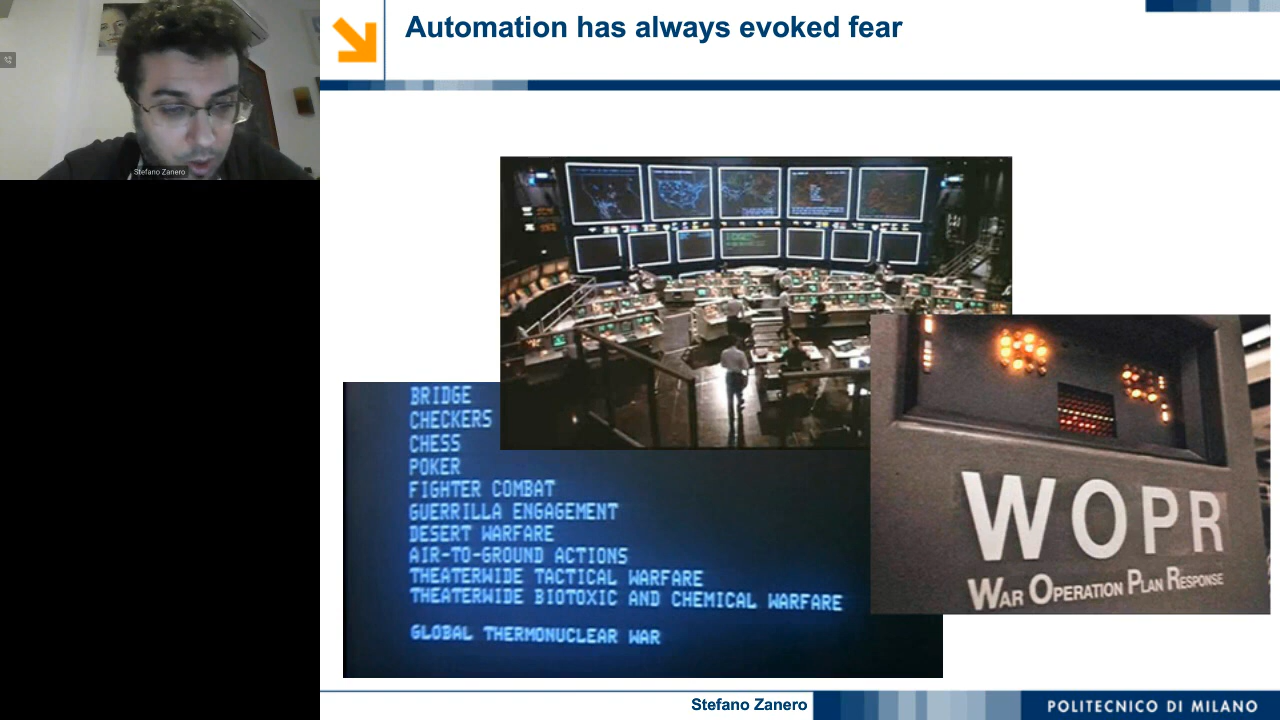 Automation has always evoked fear
Stefano Zanero
BRIDGE
CHECKERS
CHESS
POKER
FIGHTER COMBAT
GUERRILLA ENGAGEMENT
DESERT WARFARE
AIR-TO-GROUND ACTIONS
THEATERWIDE TACTICAL WARFARE
THEATERWIDE BIOTOXIC AND CHEMICAL WARFARE
GLOBAL THERMONUCLEAR WAR
WOPR
WAR OPERATION PLAN RESPONSE
Stefano Zanero
POLITECNICO DI MILANO